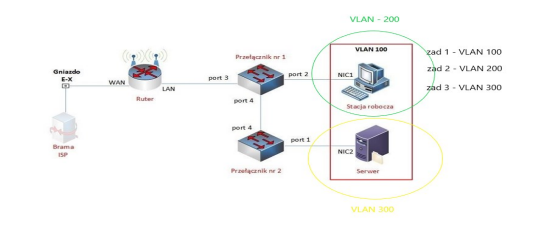 VLAN - 200
VLAN 100
zad 1 - VLAN 100
zad 2 - VLAN 200
zad 3 - VLAN 300
Przełącznik nr 1
Gniazdo
E-X
WAN
LAN
Ruter
port 3
port 2
NIC1
Stacja robocza
port 4
Brama
ISP
port 4
port 1
NIC2
Przełącznik nr 2
Serwer
VLAN 300